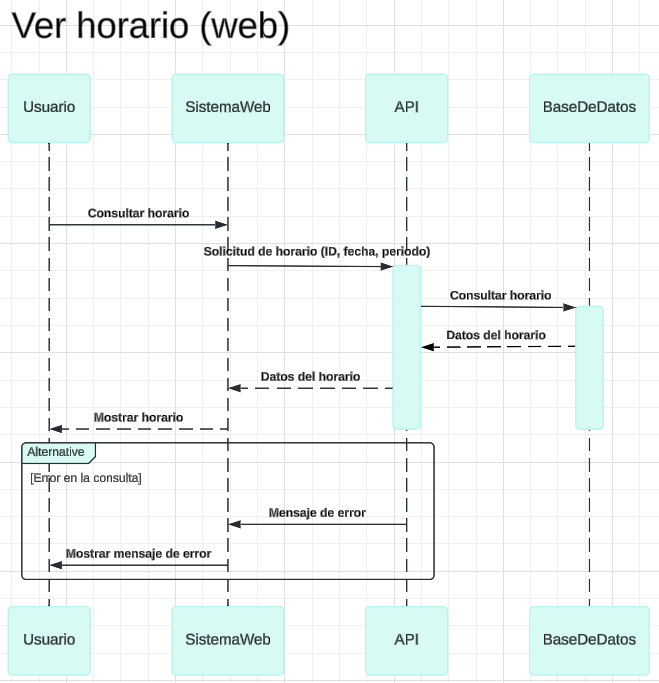 Ver horario (web)
Usuario
SistemaWeb
API
BaseDeDatos
Consultar horario
Solicitud de horario (ID, fecha, periodo)
Consultar horario
Datos del horario
Datos del horario
Mostrar horario
Alternative
[Error en la consulta]
Mensaje de error
Mostrar mensaje de error
Usuario
SistemaWeb
API
BaseDeDatos